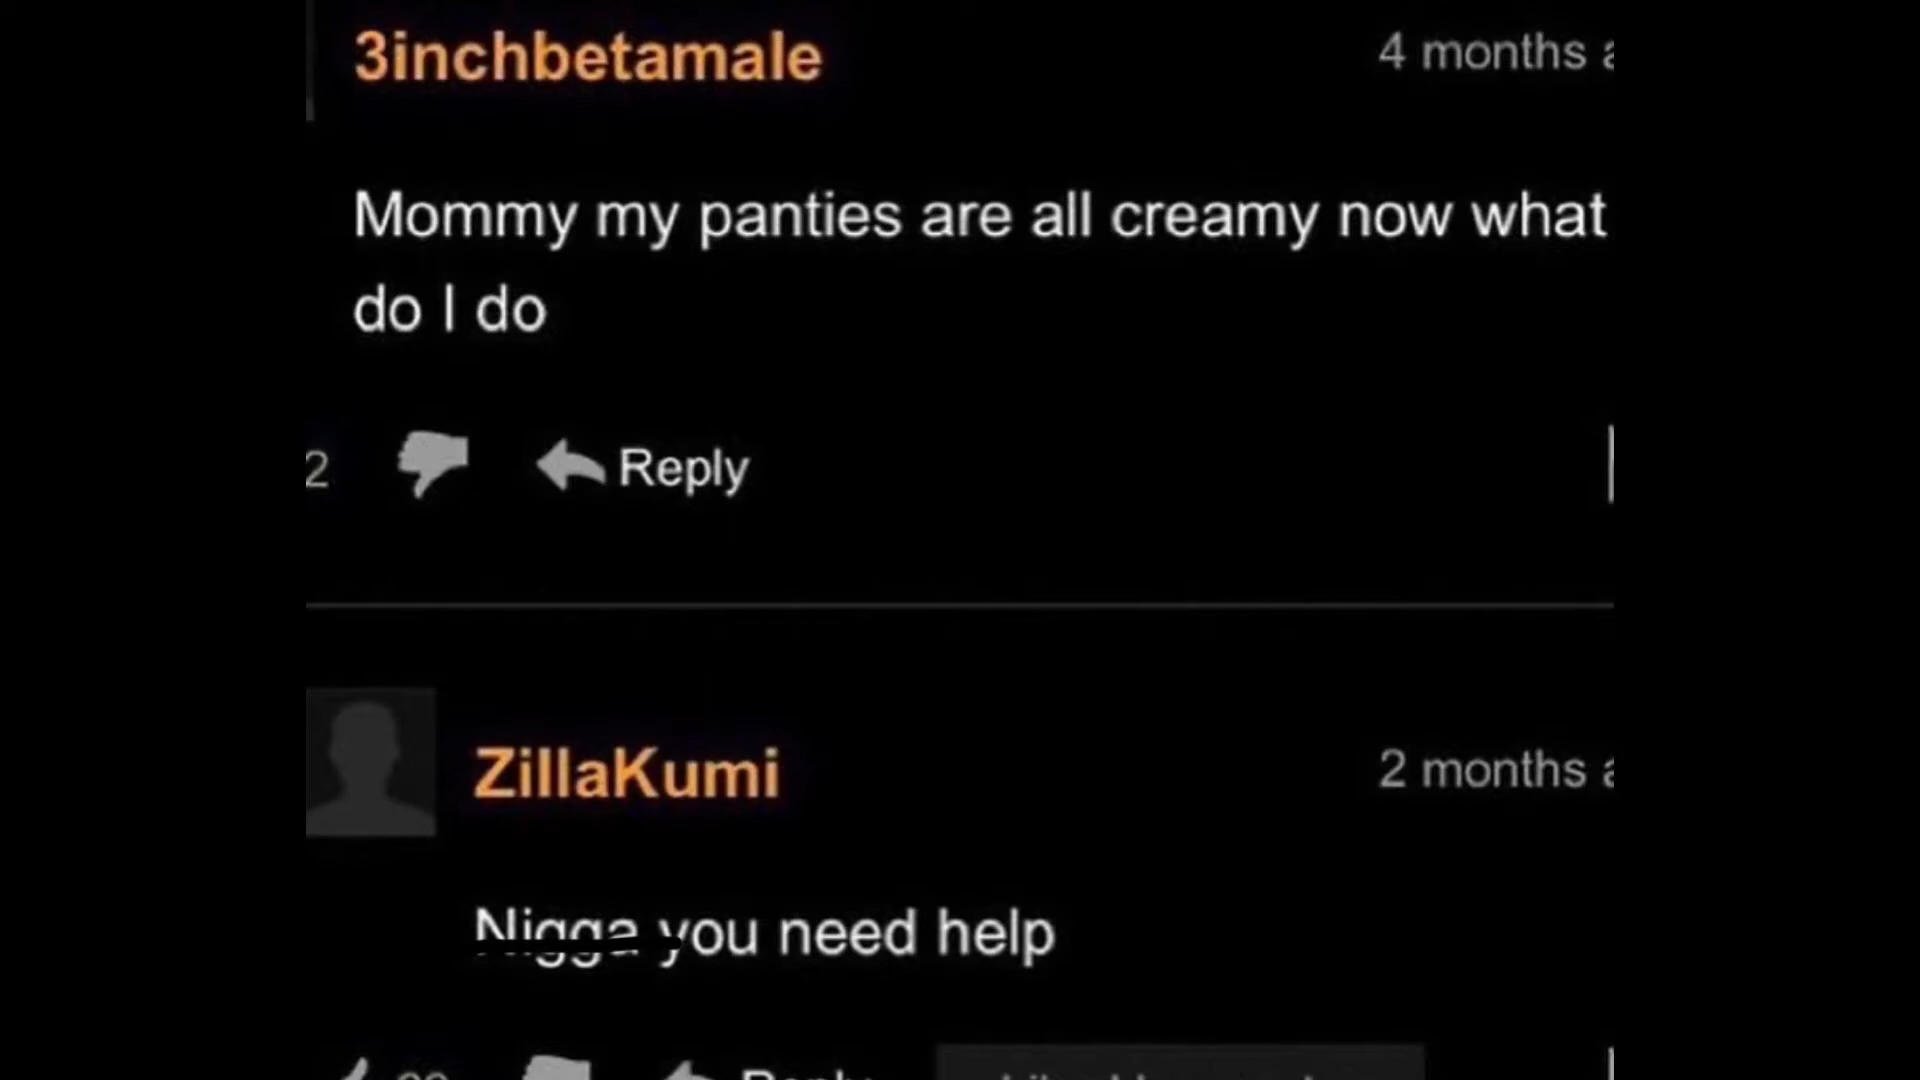 3inchbetamale
4 months
Mommy my panties are all creamy now what
do I do
2
Reply
ZillaKumi
2 months
Nigga you need help
Reply